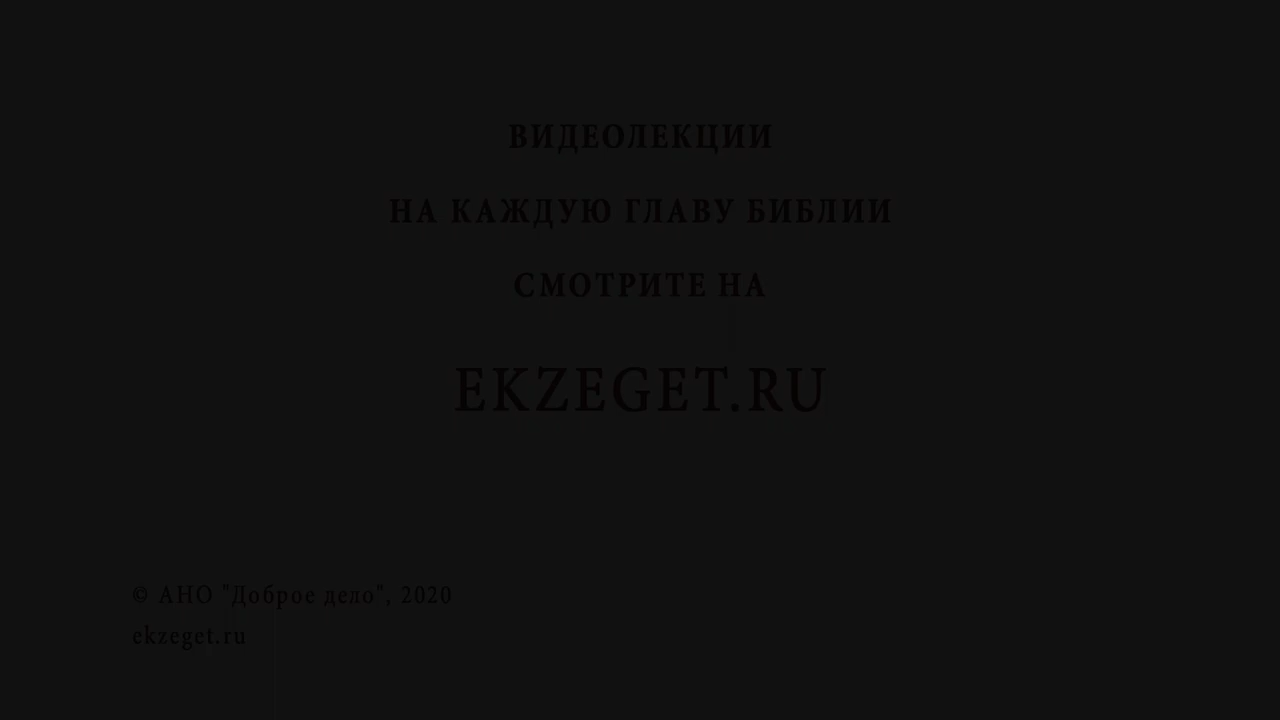 ВИДЕОЛЕКЦИИ
НА КАЖДУЮ ГЛАВУ БИБЛИИ
СМОТРИТЕ НА
EKZEGET.RU
© АНО "Доброе дело", 2020
ekzeget.ru